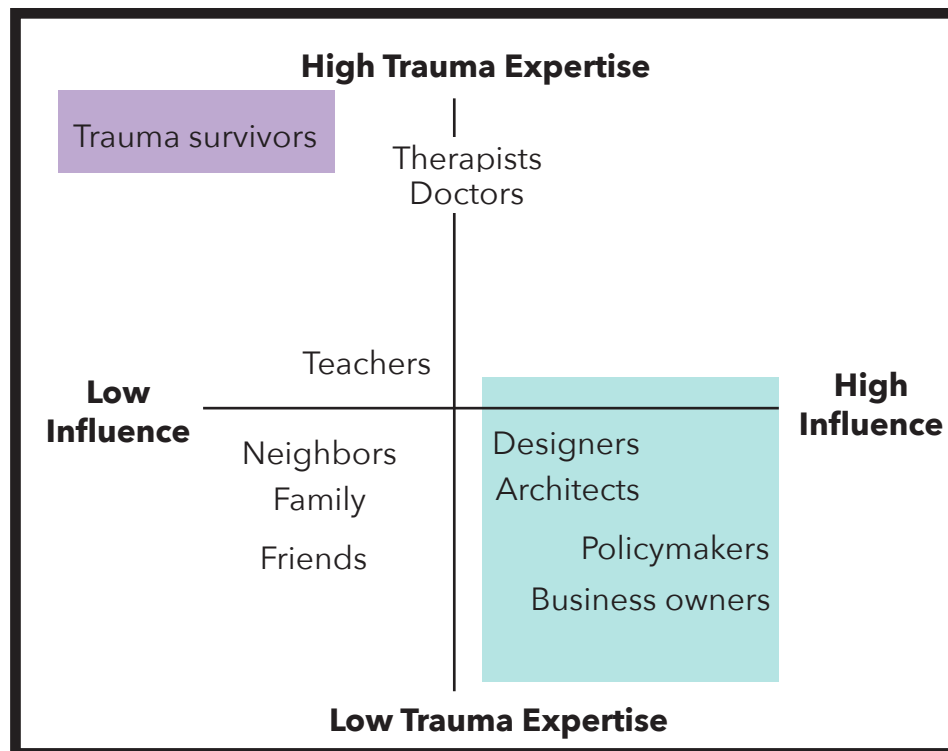 High Trauma Expertise
Trauma survivors
Therapists
Doctors
Teachers
Low
Influence
High
Influence
Neighbors
Family
Friends
Designers
Architects
Policymakers
Business owners
Low Trauma Expertise